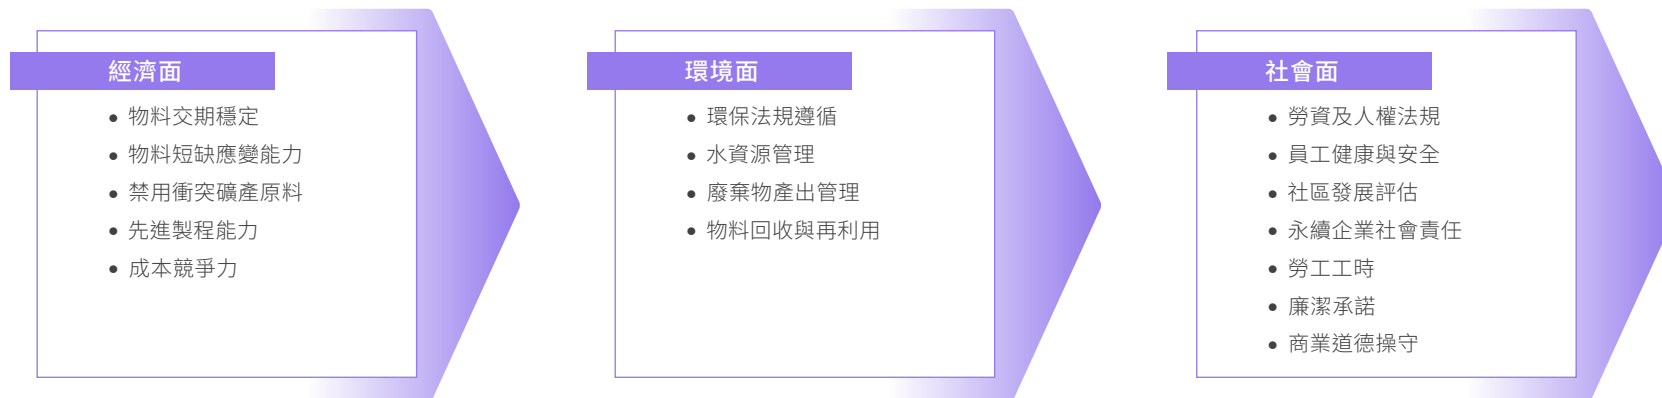 經濟面
• 物料交期穩定
• 物料短缺應變能力
• 禁用衝突礦產原料
• 先進製程能力
• 成本競爭力
環境面
• 環保法規遵循
• 水資源管理
• 廢棄物產出管理
• 物料回收與再利用
社會面
• 勞資及人權法規
• 員工健康與安全
• 社區發展評估
• 永續企業社會責任
• 勞工工時
• 廉潔承諾
• 商業道德操守